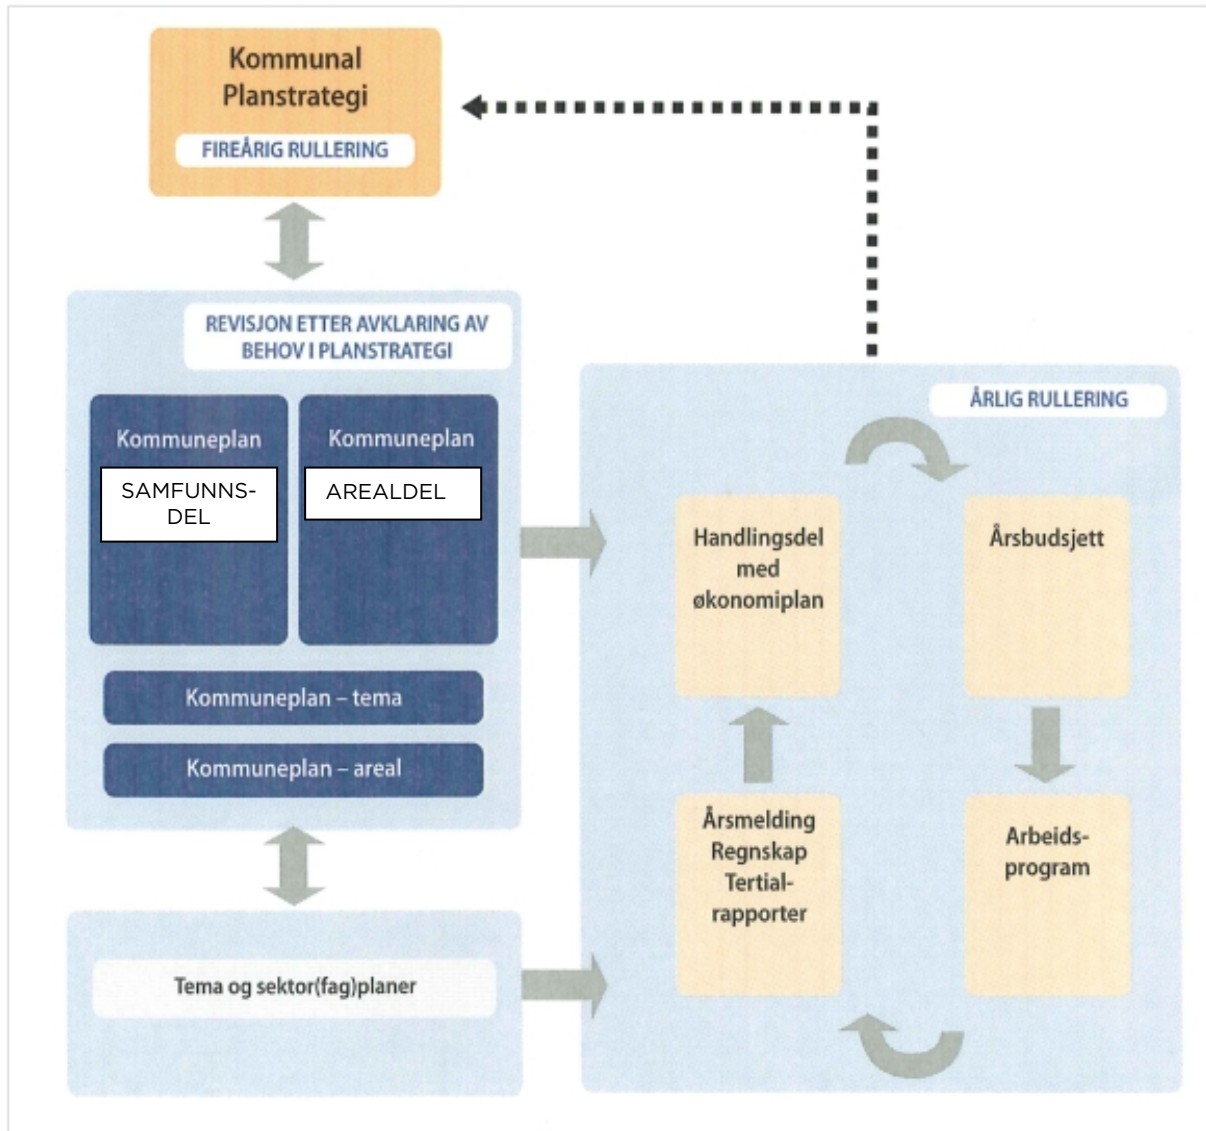 Kommunal
Planstrategi
FIREÅRIG RULLERING
REVISJON ETTER AVKLARING AV
BEHOV I PLANSTRATEGI
Kommuneplan
SAMFUNNS-
DEL
Kommuneplan
AREALDEL
Kommuneplan – tema
Kommuneplan – areal
Tema og sektor(fag)planer
ÅRLIG RULLERING
Handlingsdel
med
økonomiplan
Årsbudsjett
Årsmelding
Regnskap
Tertial-
rapporter
Arbeids-
program